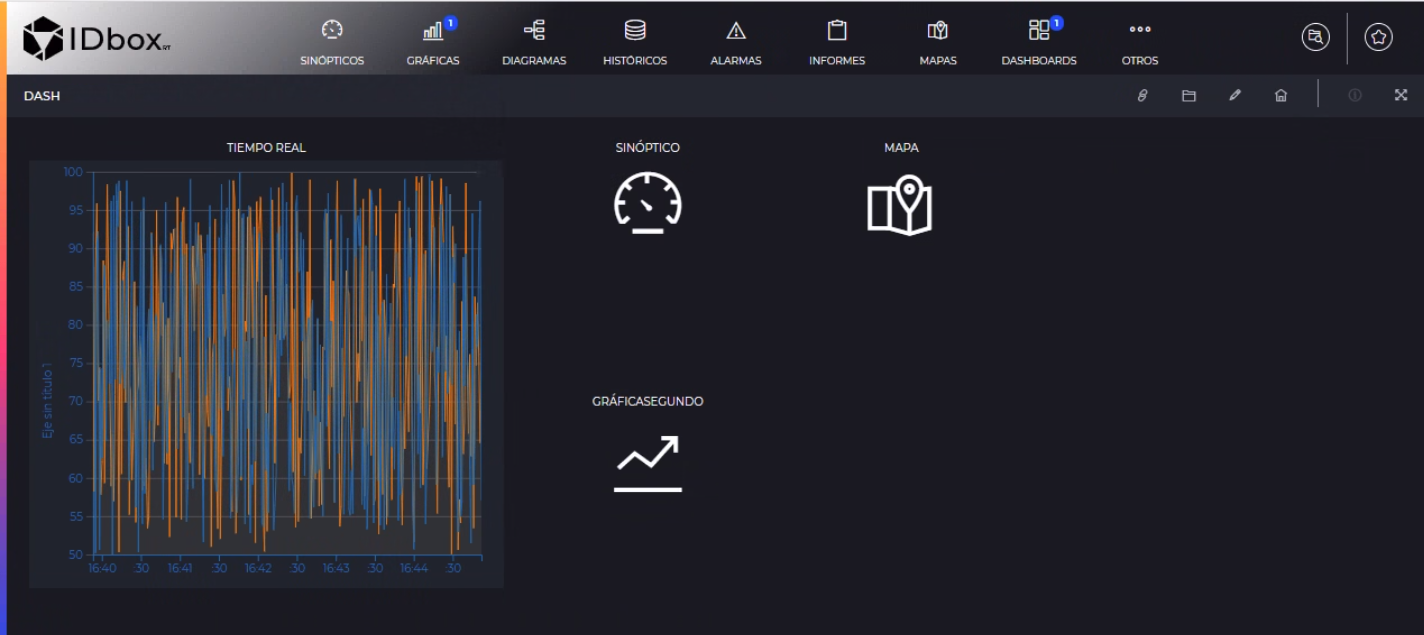 IDbox RT
SINÓPTICOS
GRÁFICAS 1
DIAGRAMAS
HISTÓRICOS
ALARMAS
INFORMES
MAPAS
DASHBOARDS 1
OTROS
DASH
TIEMPO REAL
SINÓPTICO
MAPA
100
95
90
85
80
75
70
65
60
55
50
Eje sin título 1
16:40 :30 16:41 :30 16:42 :30 16:43 :30 16:44 :30
GRÁFICASEGUNDO